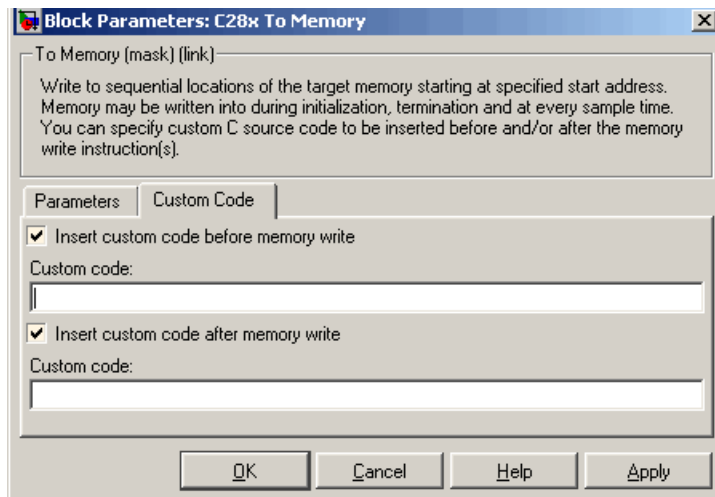 Block Parameters: C28x To Memory
To Memory (mask) (link)
Write to sequential locations of the target memory starting at specified start address.
Memory may be written into during initialization, termination and at every sample time.
You can specify custom C source code to be inserted before and/or after the memory
write instruction(s).
Parameters Custom Code
Insert custom code before memory write
Custom code:
Insert custom code after memory write
Custom code:
OK Cancel Help Apply